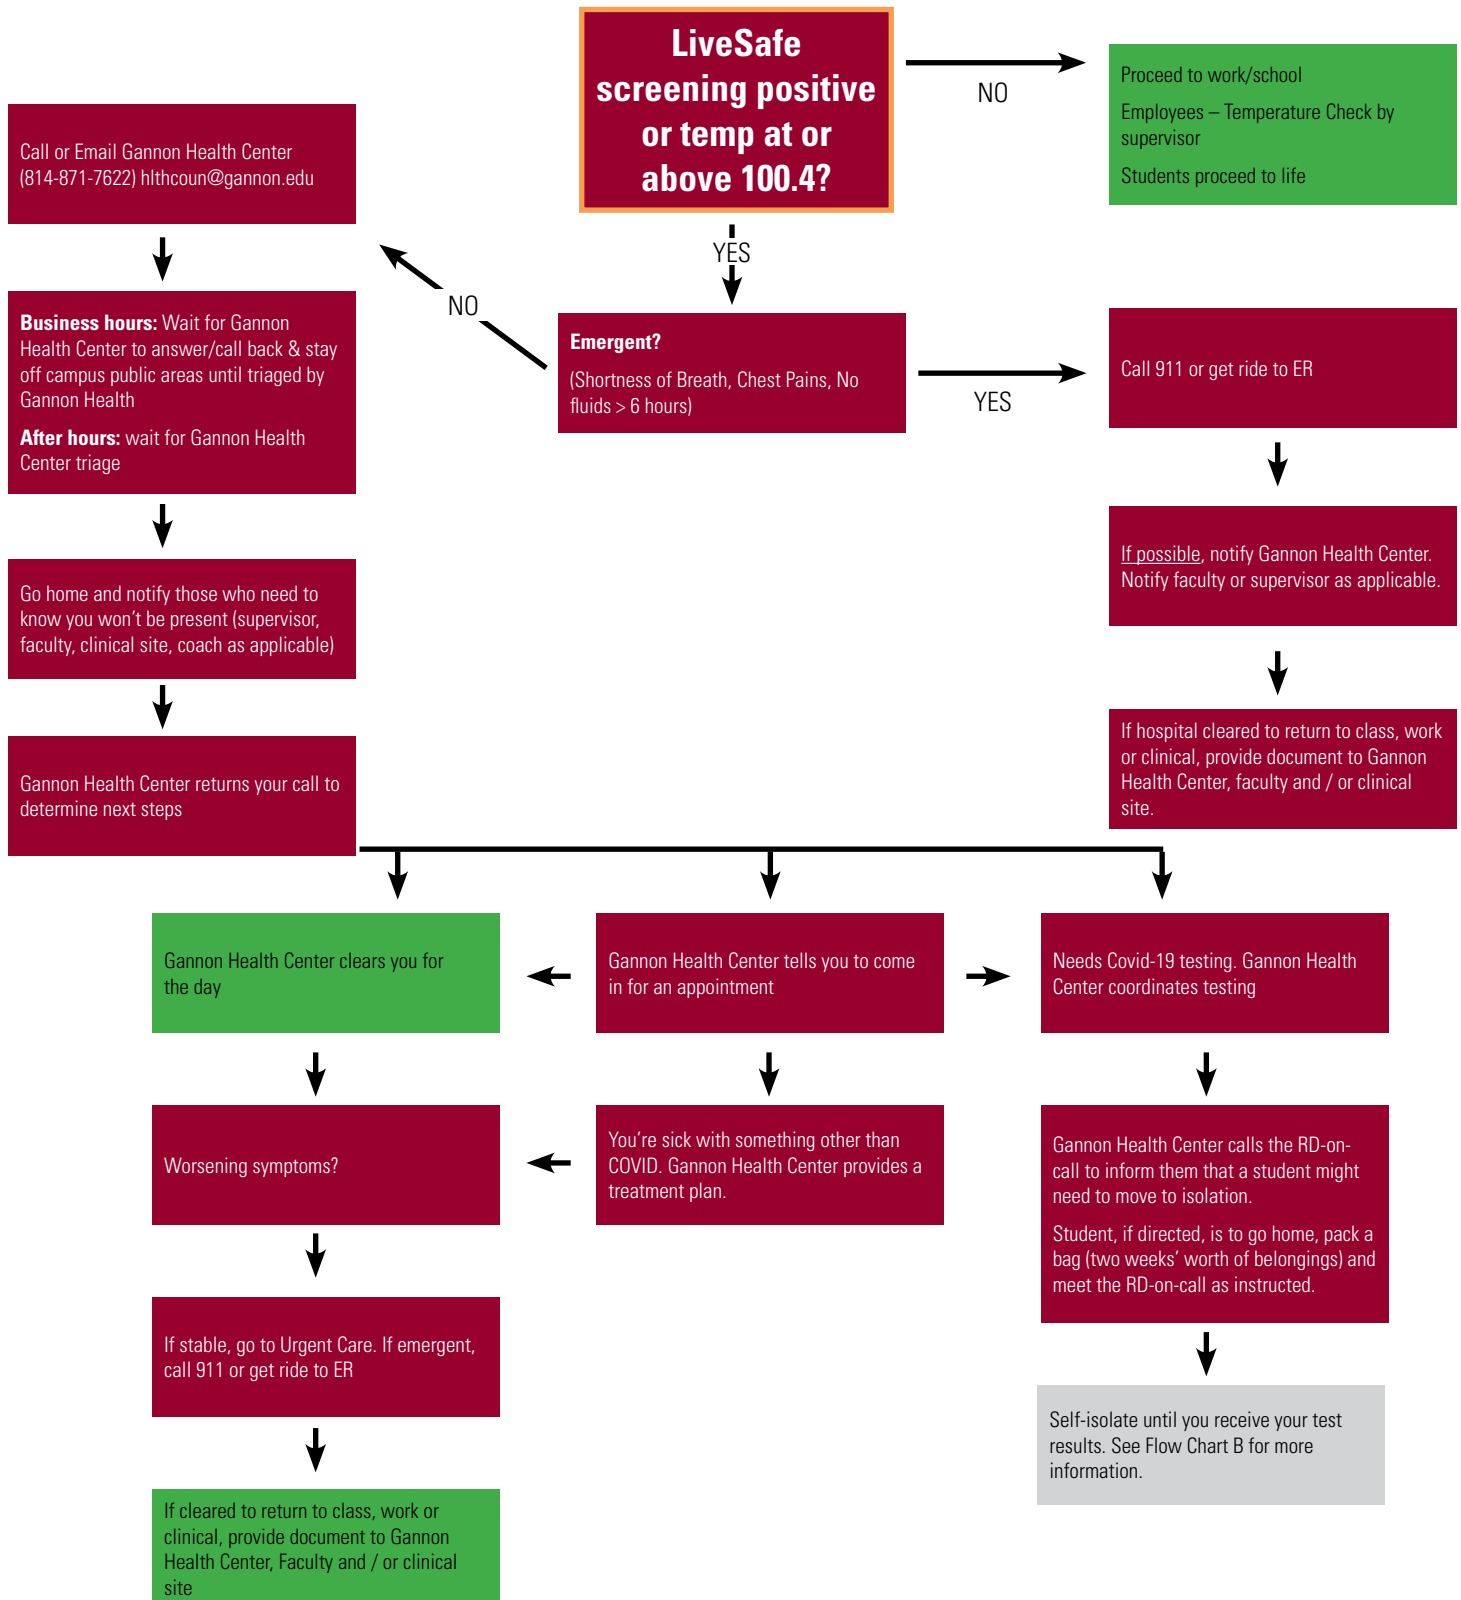 LiveSafe
screening positive
or temp at or
above 100.4?
NO
Proceed to work/school
Employees – Temperature Check by
supervisor
Students proceed to life
YES
Emergent?
(Shortness of Breath, Chest Pains, No
fluids > 6 hours)
NO
Call or Email Gannon Health Center
(814-871-7622) hlthcoun@gannon.edu
Business hours: Wait for Gannon
Health Center to answer/call back & stay
off campus public areas until triaged by
Gannon Health
After hours: wait for Gannon Health
Center triage
Go home and notify those who need to
know you won't be present (supervisor,
faculty, clinical site, coach as applicable)
Gannon Health Center returns your call to
determine next steps
YES
Call 911 or get ride to ER
If possible, notify Gannon Health Center.
Notify faculty or supervisor as applicable.
If hospital cleared to return to class, work
or clinical, provide document to Gannon
Health Center, faculty and / or clinical
site.
Gannon Health Center clears you for
the day
Gannon Health Center tells you to come
in for an appointment
Needs Covid-19 testing. Gannon Health
Center coordinates testing
Worsening symptoms?
You're sick with something other than
COVID. Gannon Health Center provides a
treatment plan.
Gannon Health Center calls the RD-on-
call to inform them that a student might
need to move to isolation.
Student, if directed, is to go home, pack a
bag (two weeks' worth of belongings) and
meet the RD-on-call as instructed.
If stable, go to Urgent Care. If emergent,
call 911 or get ride to ER
Self-isolate until you receive your test
results. See Flow Chart B for more
information.
If cleared to return to class, work or
clinical, provide document to Gannon
Health Center, Faculty and / or clinical
site